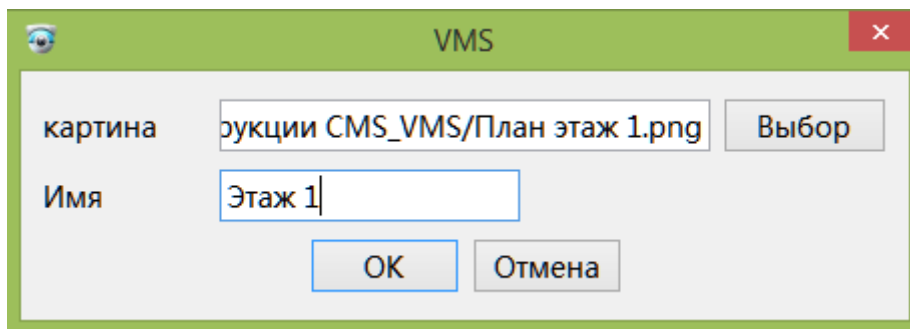 VMS
картина рукции CMS_VMS/План этаж 1.png Выбор
Имя Этаж 1
OK Отмена